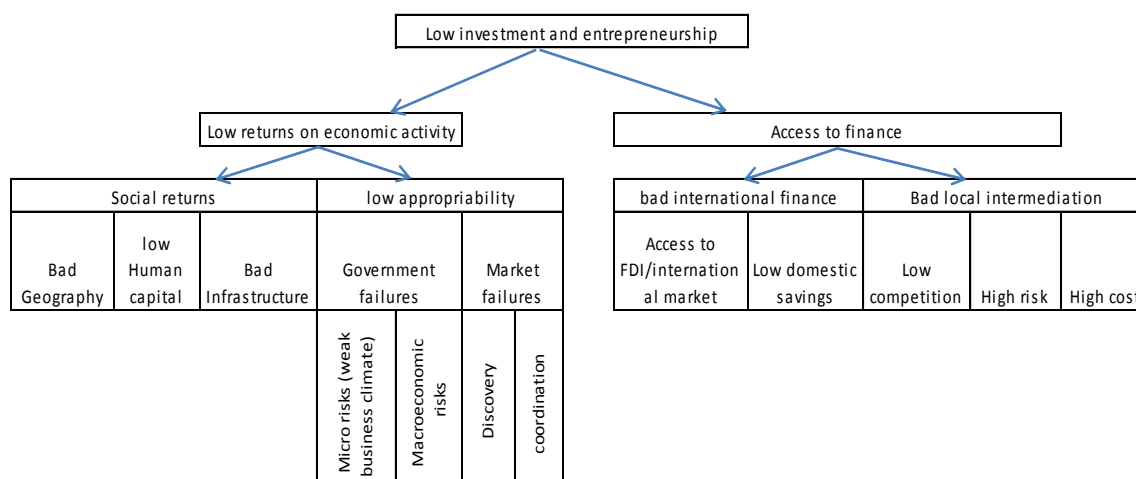 Low investment and entrepreneurship
Low returns on economic activity
Access to finance
Social returns
low appropriability
bad international finance
Bad local intermediation
Bad
Geography
low
Human
capital
Bad
Infrastructure
Government
failures
Market
failures
Access to
FDI/internation
al market
Low domestic
savings
Low
competition
High risk
High cost
Micro risks (weak
business climate)
Macroeconomic
risks
Discovery
coordination